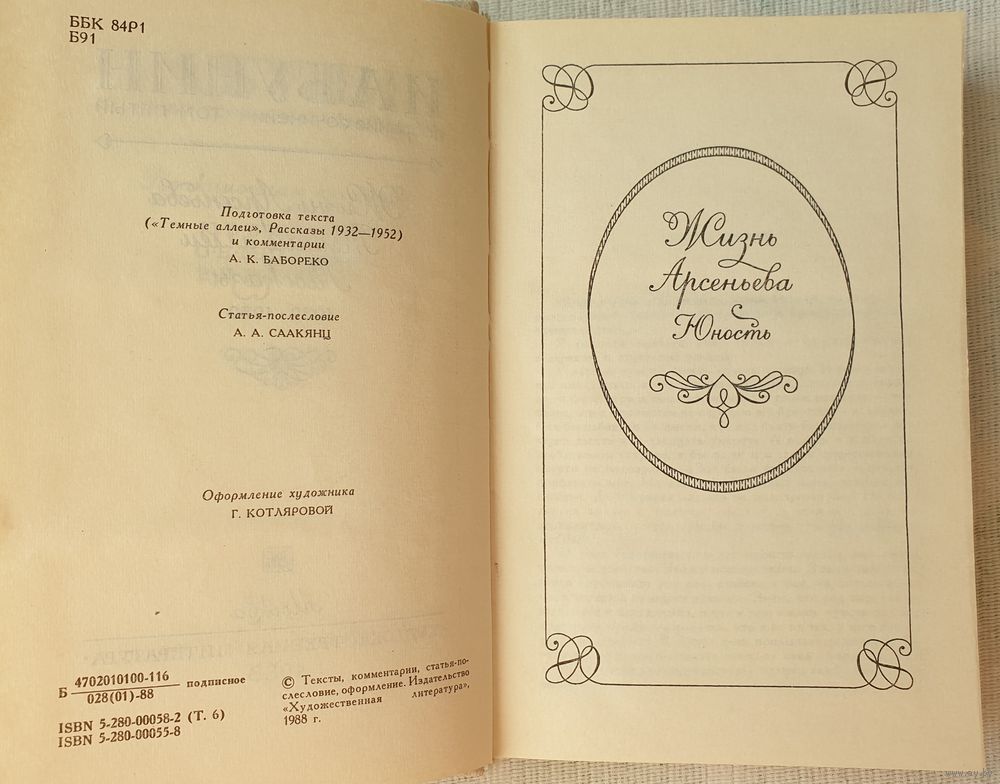 ББК 84Р1
Б91
Подготовка текста
(«Темные аллеи», Рассказы 1932—1952)
и комментарии
А. К. БАБОРЕКО
Статья-послесловие
А. А. СААКЯНЦ
Оформление художника
Г. КОТЛЯРОВОЙ
Б 4702010100-116
028(01)-88 подписное
ISBN 5-280-00058-2 (Т. 6)
ISBN 5-280-00055-8
© Тексты, комментарии, статья-по-
слесловие, оформление. Издательство
«Художественная литература»,
1988 г.
Жизнь
Арсеньева
Юность